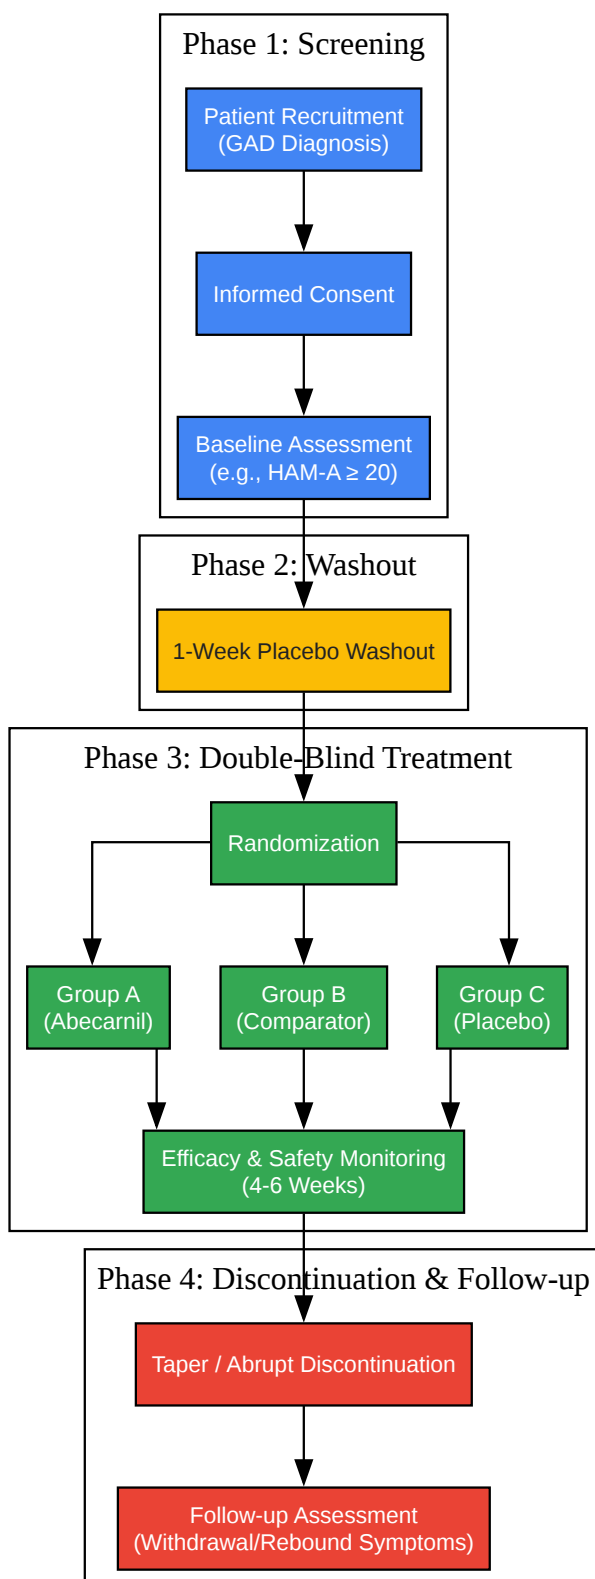 Phase 1: Screening
Patient Recruitment
(GAD Diagnosis)
Informed Consent
Baseline Assessment
(e.g., HAM-A ≥ 20)
Phase 2: Washout
1-Week Placebo Washout
Phase 3: Double-Blind Treatment
Randomization
Group A
(Abecarnil)
Group B
(Comparator)
Group C
(Placebo)
Efficacy & Safety Monitoring
(4-6 Weeks)
Phase 4: Discontinuation & Follow-up
Taper / Abrupt Discontinuation
Follow-up Assessment
(Withdrawal/Rebound Symptoms)